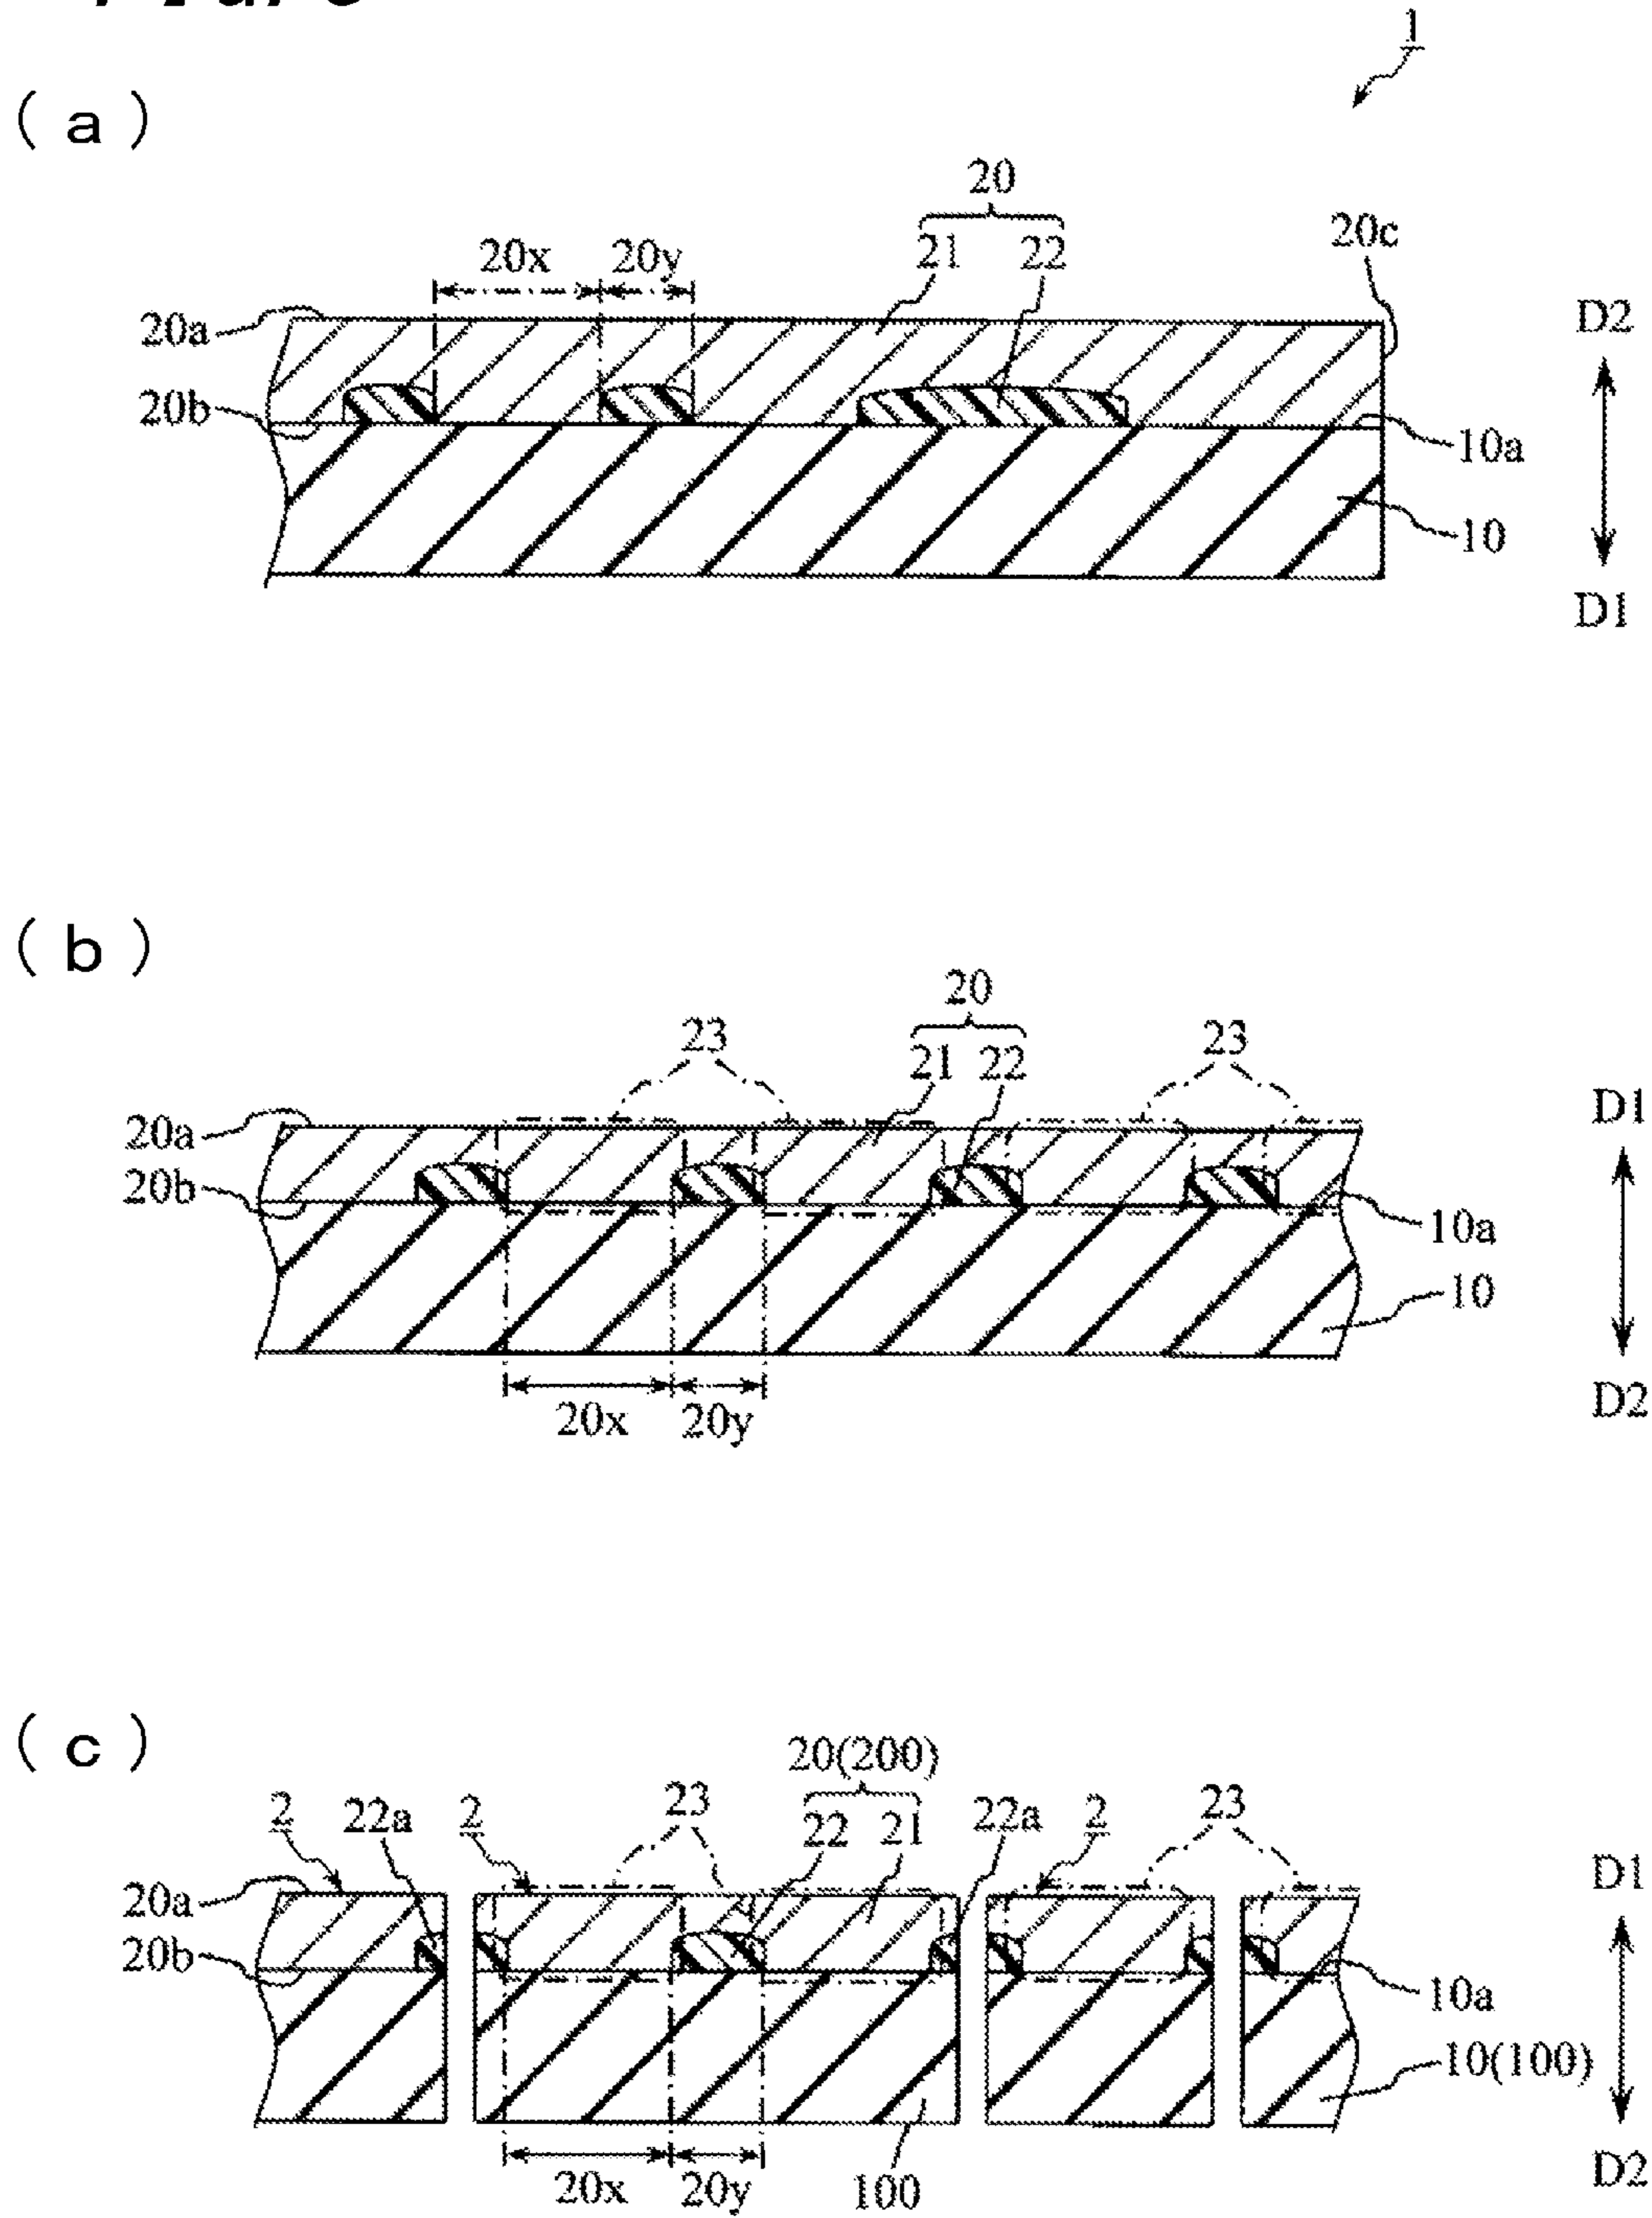 1
( a )
20
20x 20y 21 22 20c
20a D2
20b 10a
10
D1
( b )
20
23 21 22 23
20a D1
20b 10a
10
20x 20y D2
( c )
20(200)
2 22a 2 23 22 21 22a 2 23
20a D1
20b 10a
10(100)
20x 20y 100 D2